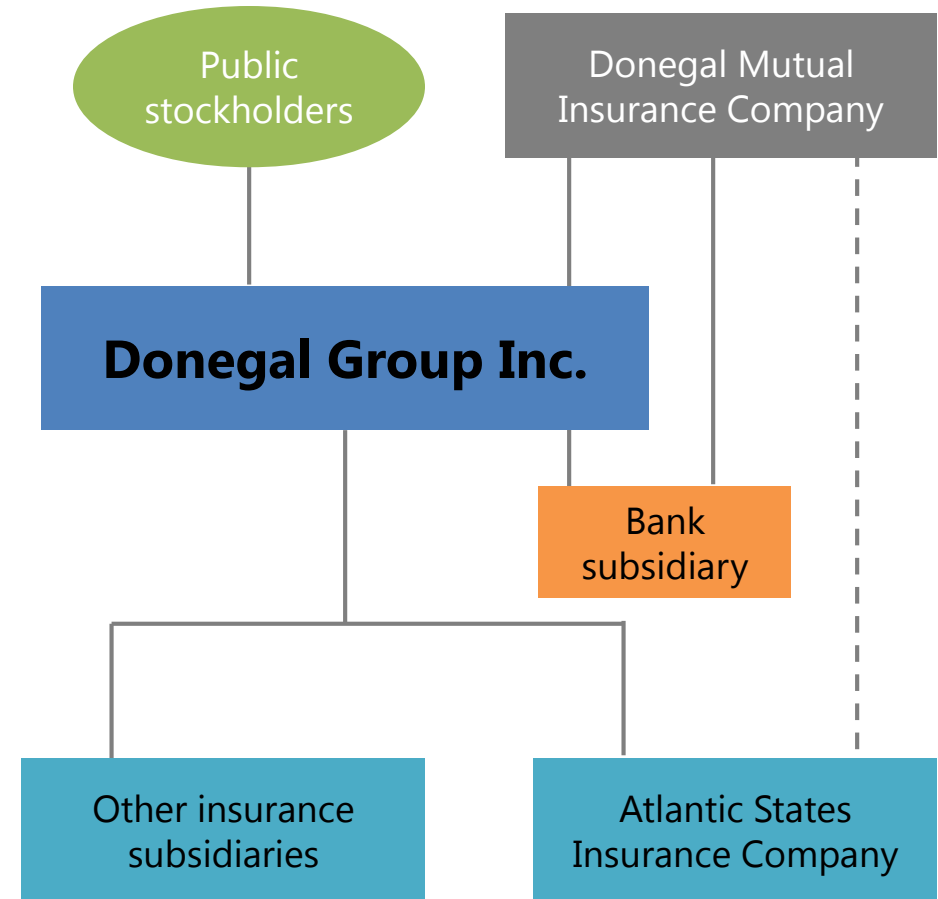 Public
stockholders
Donegal Mutual
Insurance Company
Donegal Group Inc.
Bank
subsidiary
Other insurance
subsidiaries
Atlantic States
Insurance Company